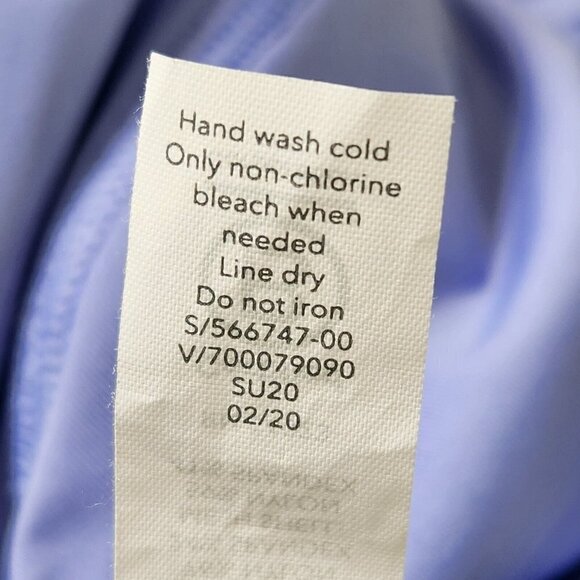 Hand wash cold
Only non-chlorine
bleach when
needed
Line dry
Do not iron
S/566747-00
V/700079090
SU20
02/20